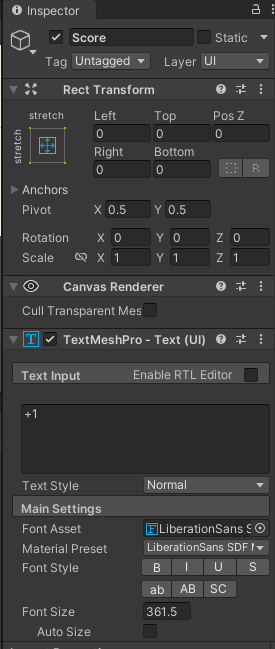 Inspector
Score Static
Tag Untagged Layer UI
Rect Transform
stretch
stretch
Left Top Pos Z
0 0 0
Right Bottom
0 0 R
Anchors
Pivot X 0.5 Y 0.5
Rotation X 0 Y 0 Z 0
Scale X 1 Y 1 Z 1
Canvas Renderer
Cull Transparent Mes
T TextMeshPro - Text (UI)
Text Input Enable RTL Editor
+1
Text Style Normal
Main Settings
Font Asset F LiberationSans S
Material Preset LiberationSans SDF
Font Style B I U S
ab AB SC
Font Size 361.5
Auto Size